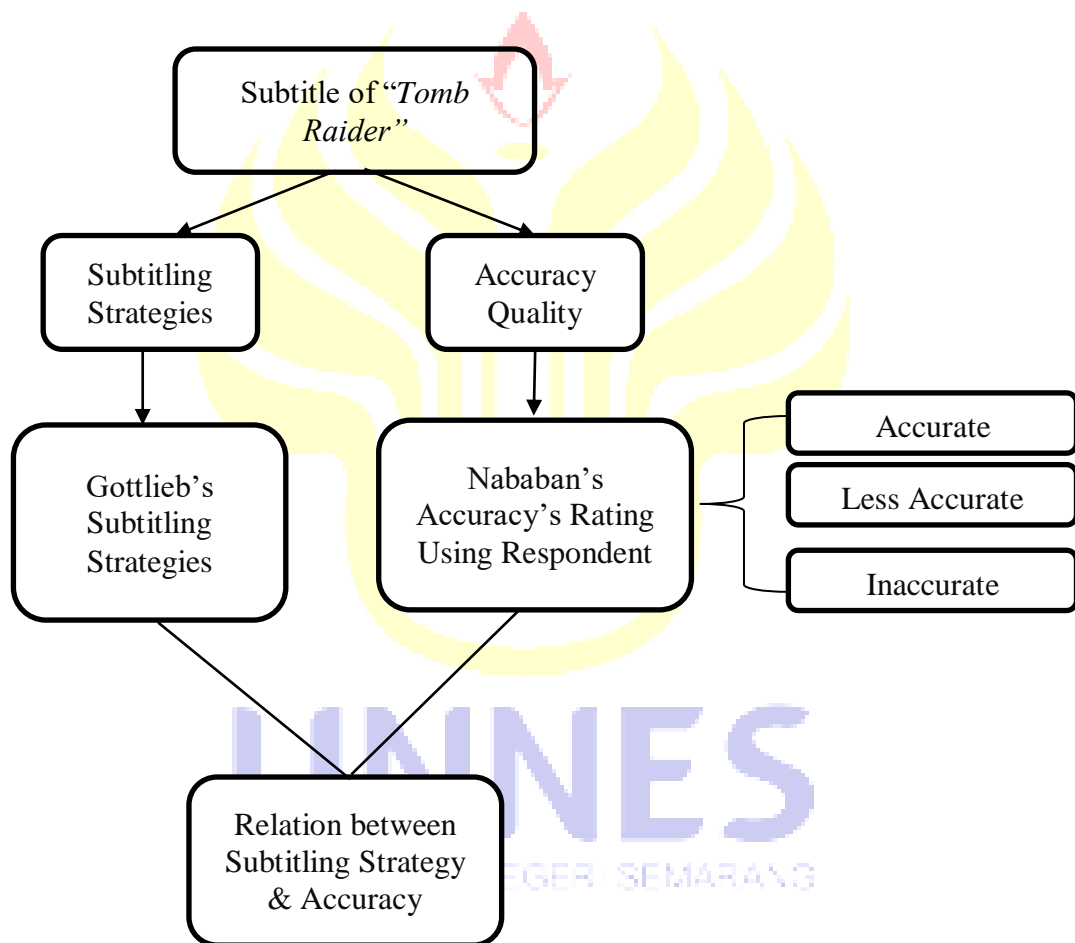 Subtitle of “Tomb
Raider”
Subtitling
Strategies
Accuracy
Quality
Gottlieb’s
Subtitling
Strategies
Nababan’s
Accuracy’s Rating
Using Respondent
Accurate
Less Accurate
Inaccurate
UNNES
Relation between
Subtitling Strategy
& Accuracy
SEMARANG